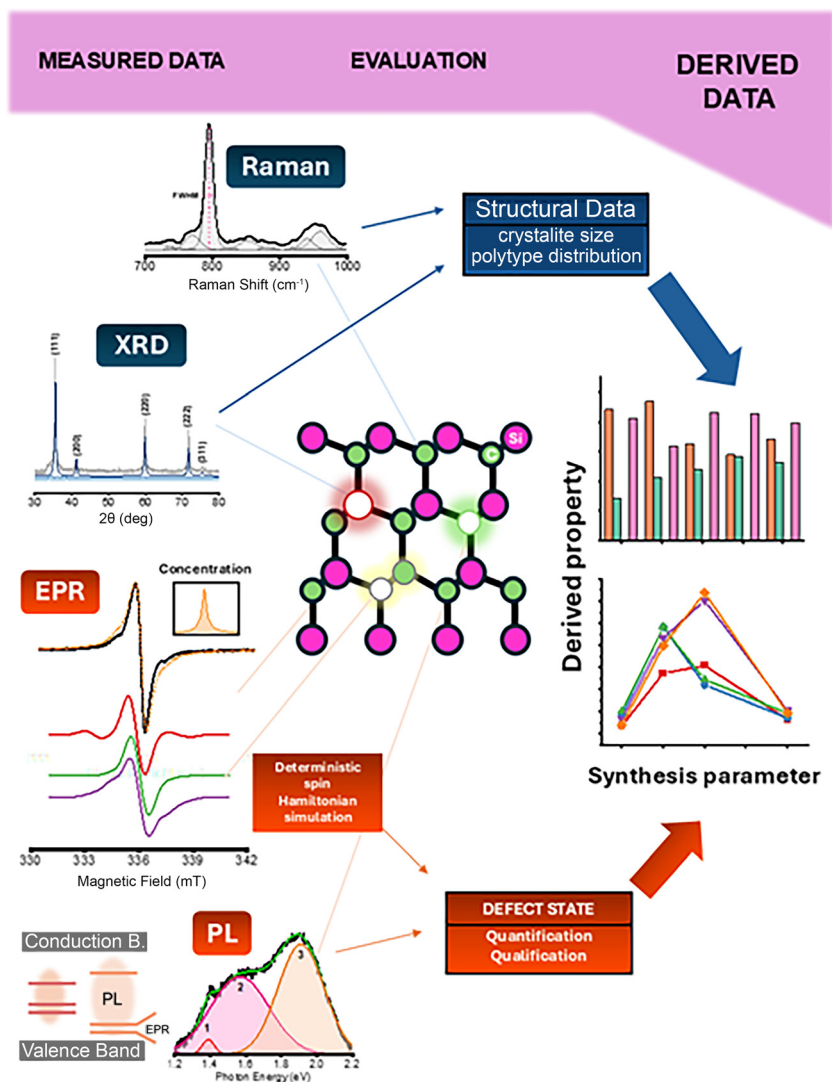 MEASURED DATA
EVALUATION
DERIVED
DATA
Raman
FWHM
700 800 900 1000
Raman Shift (cm⁻¹)
Structural Data
crystalite size
polytype distribution
XRD
(111)
(200)
(220)
(222)
(311)
30 40 50 60 70 80
2θ (deg)
Si
C
EPR
Concentration
330 333 336 339 342
Magnetic Field (mT)
Deterministic
spin
Hamiltonian
simulation
Derived property
Synthesis parameter
DEFECT STATE
Quantification
Qualification
PL
Conduction B.
PL
EPR
Valence Band
1
2
3
1.2 1.4 1.6 1.8 2.0 2.2
Photon Energy (eV)